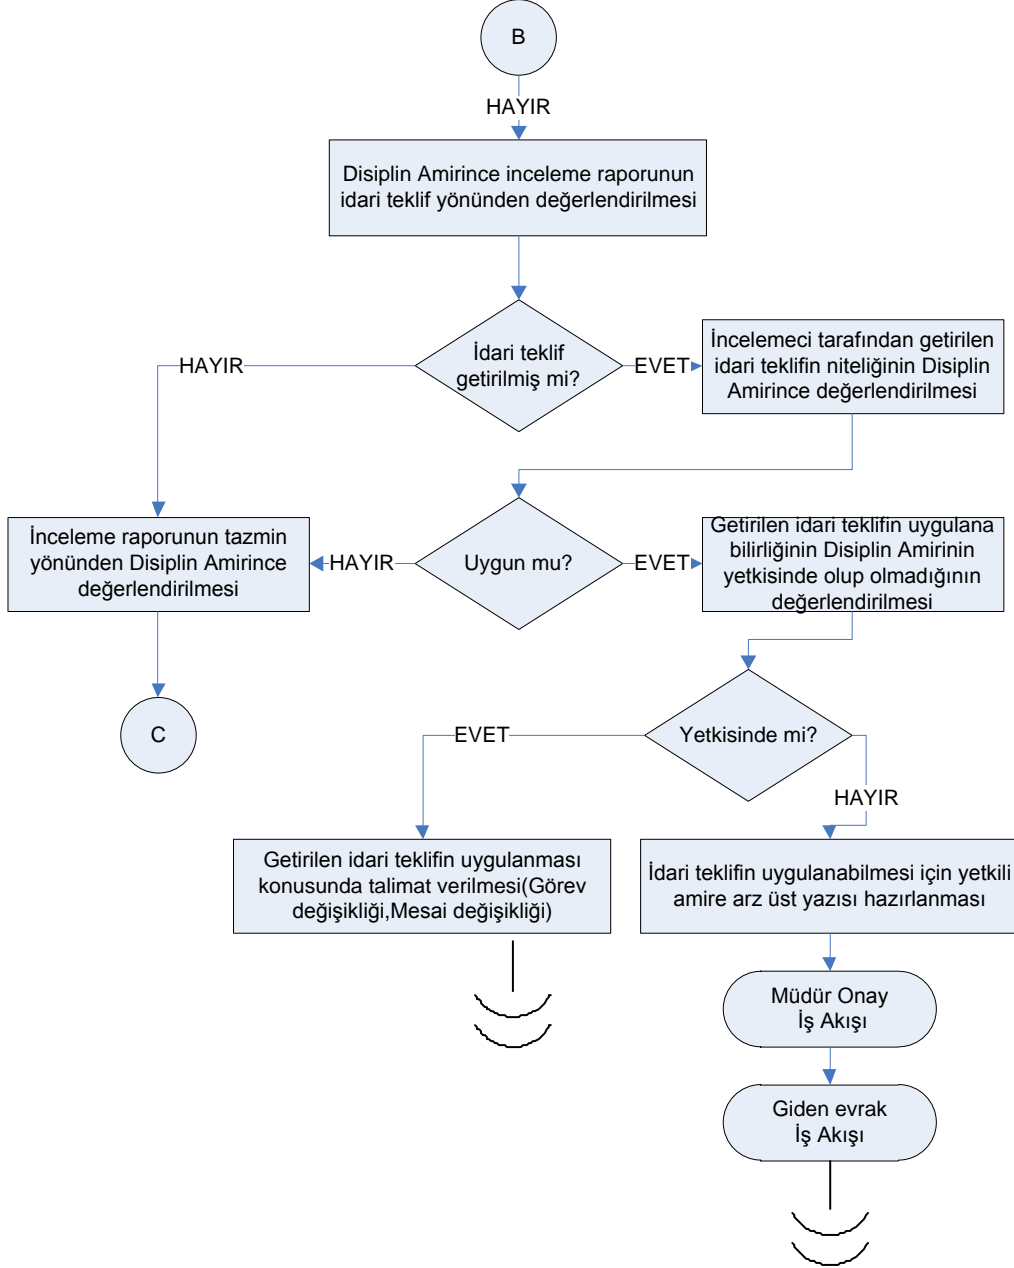 B
HAYIR
Disiplin Amirince inceleme raporunun
idari teklif yönünden değerlendirilmesi
İdari teklif
getirilmiş mi?
HAYIR
EVET
İncelemeci tarafından getirilen
idari teklifin niteliğinin Disiplin
Amirince değerlendirilmesi
İnceleme raporunun tazmin
yönünden Disiplin Amirince
değerlendirilmesi
HAYIR
Uygun mu?
EVET
Getirilen idari teklifin uygulana
bilirliğinin Disiplin Amirinin
yetkisinde olup olmadığının
değerlendirilmesi
C
EVET
Yetkisinde mi?
HAYIR
Getirilen idari teklifin uygulanması
konusunda talimat verilmesi(Görev
değişikliği,Mesai değişikliği)
İdari teklifin uygulanabilmesi için yetkili
amire arz üst yazısı hazırlanması
Müdür Onay
İş Akışı
Giden evrak
İş Akışı